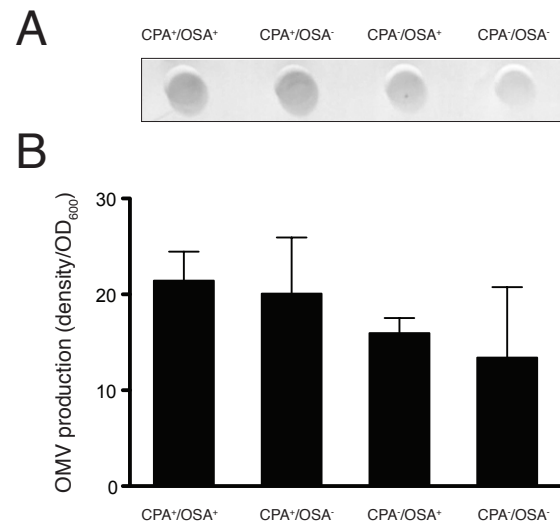 A
CPA⁺/OSA⁺ CPA⁺/OSA⁻ CPA⁻/OSA⁺ CPA⁻/OSA⁻
B
OMV production (density/OD₆₀₀)
30
20
10
0
CPA⁺/OSA⁺ CPA⁺/OSA⁻ CPA⁻/OSA⁺ CPA⁻/OSA⁻